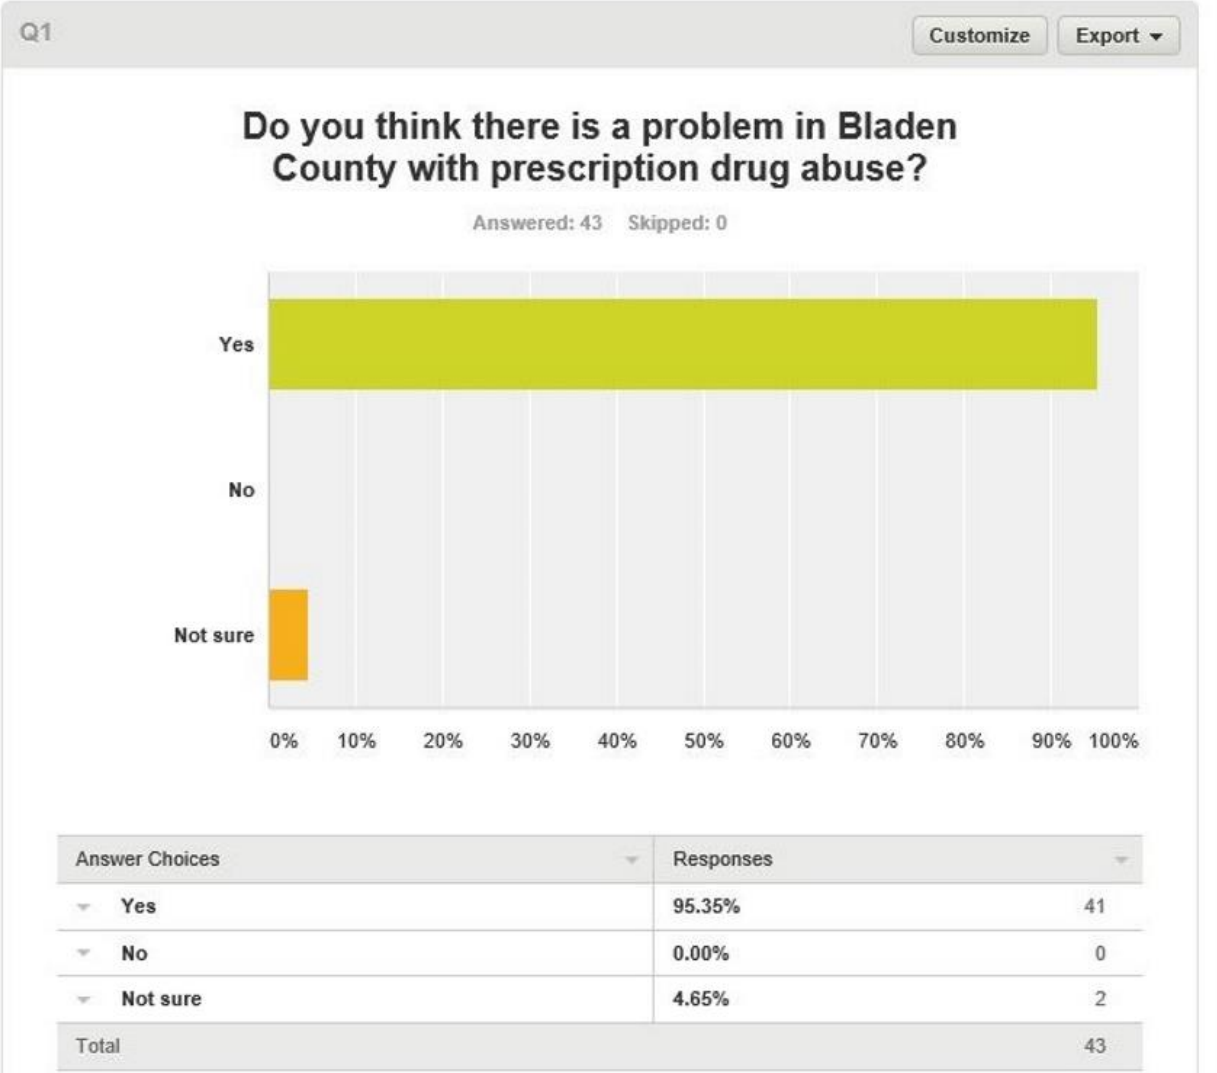 Q1
Customize
Export
Do you think there is a problem in Bladen
County with prescription drug abuse?
Answered: 43 Skipped: 0
Yes
No
Not sure
0% 10% 20% 30% 40% 50% 60% 70% 80% 90% 100%
Answer Choices Responses
Yes 95.35% 41
No 0.00% 0
Not sure 4.65% 2
Total 43